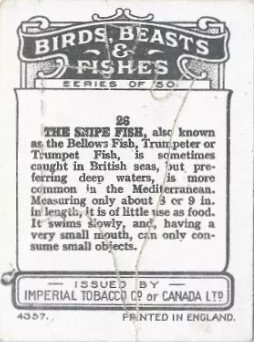 BIRDS, BEASTS
&
FISHES
SERIES OF 50.
26
THE SNIPE FISH, also known
as the Bellows Fish, Trumpeter or
Trumpet Fish, is sometimes
caught in British seas, but pre-
ferring deep waters, is more
common in the Mediterranean.
Measuring only about 8 or 9 in.
in length, it is of little use as food.
It swims slowly, and, having a
very small mouth, can only con-
sume small objects.
ISSUED BY
IMPERIAL TOBACCO CO OF CANADA LTD
4357. PRINTED IN ENGLAND.